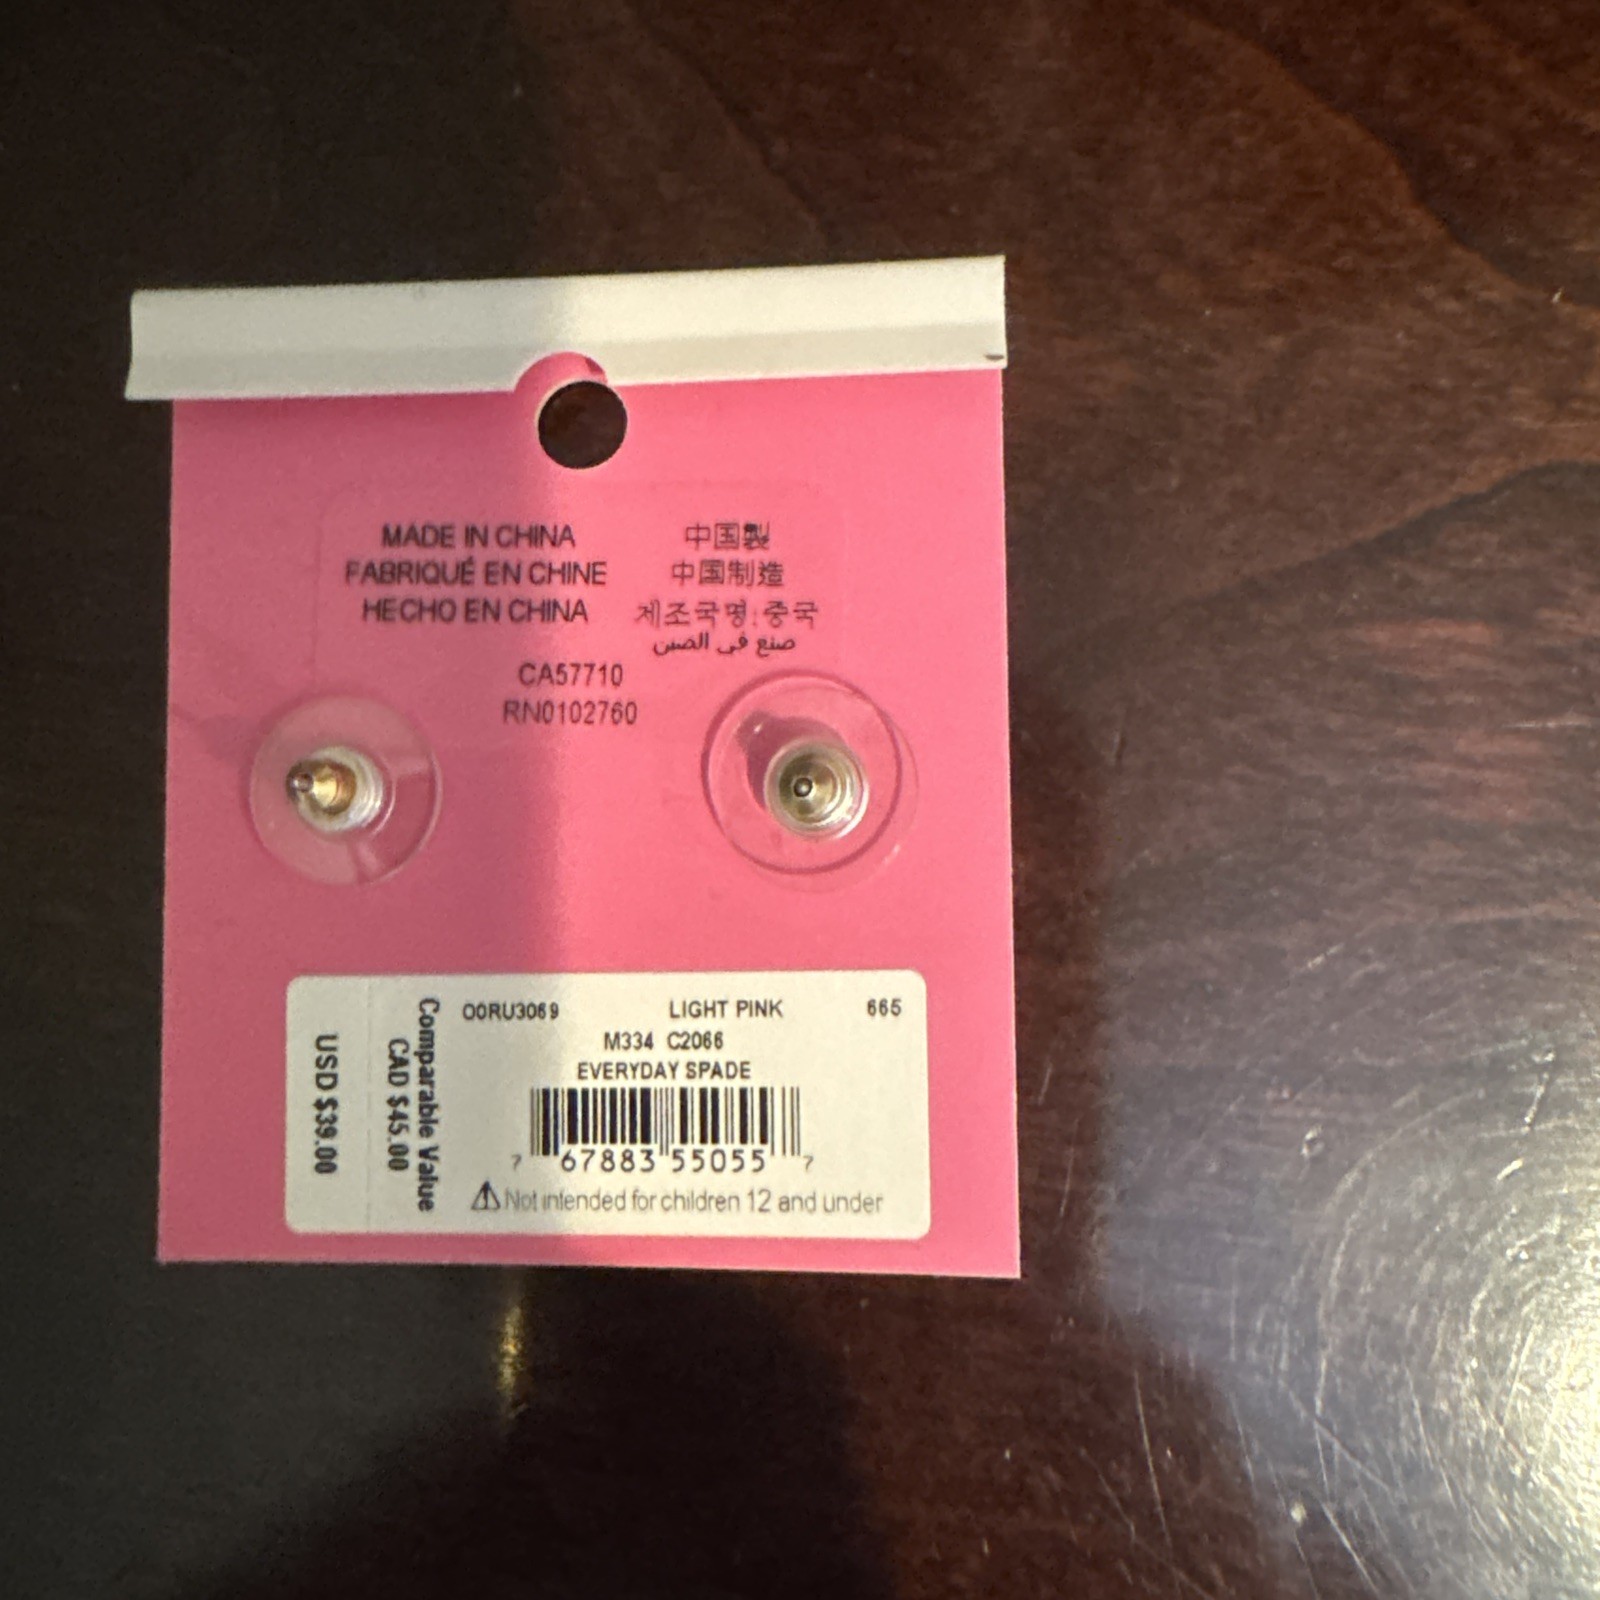 MADE IN CHINA
FABRIQUÉ EN CHINE
HECHO EN CHINA
中国製
中国制造
제조국명:중국
صنع في الصين
CA57710
RN0102760
OORU3069 LIGHT PINK 665
M334 C2066
EVERYDAY SPADE
7 67883 55055 7
⚠ Not intended for children 12 and under
Comparable Value
CAD $45.00
USD $39.00